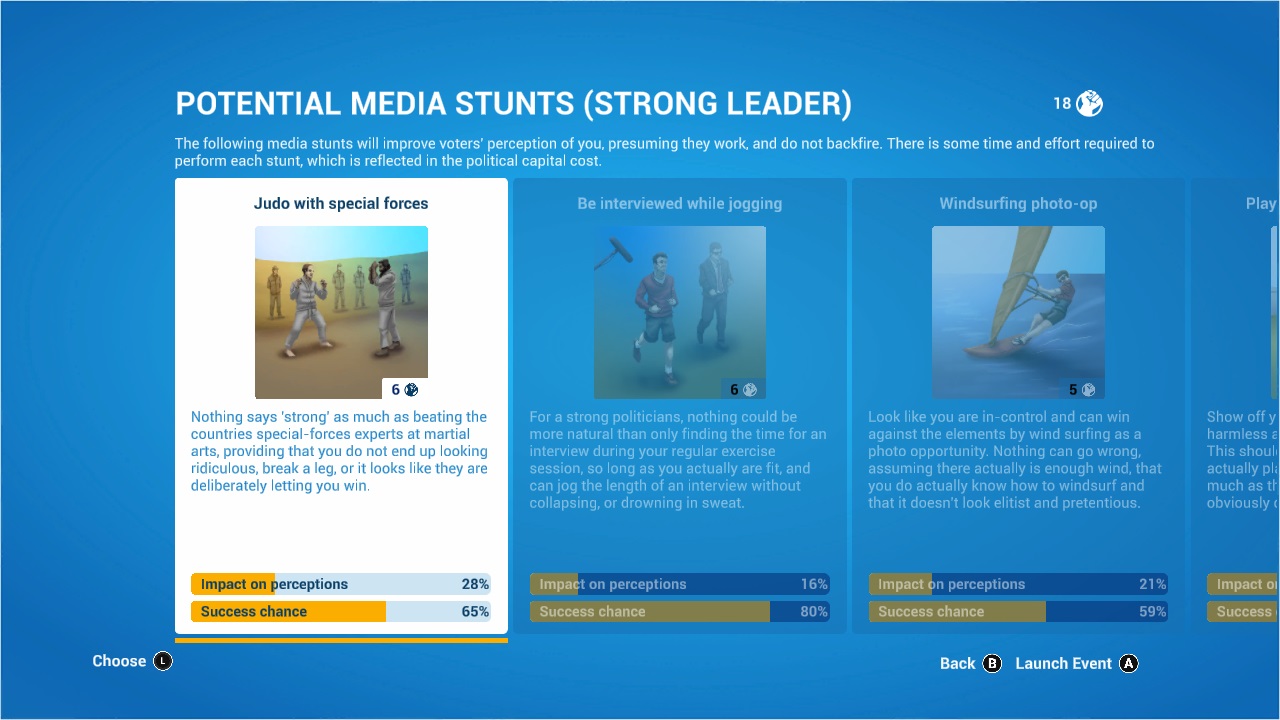 POTENTIAL MEDIA STUNTS (STRONG LEADER)
18
The following media stunts will improve voters' perception of you, presuming they work, and do not backfire. There is some time and effort required to
perform each stunt, which is reflected in the political capital cost.
Judo with special forces
6
Nothing says 'strong' as much as beating the
countries special-forces experts at martial
arts, providing that you do not end up looking
ridiculous, break a leg, or it looks like they are
deliberately letting you win.
Impact on perceptions 28%
Success chance 65%
Be interviewed while jogging
6
For a strong politicians, nothing could be
more natural than only finding the time for an
interview during your regular exercise
session, so long as you actually are fit, and
can jog the length of an interview without
collapsing, or drowning in sweat.
Impact on perceptions 16%
Success chance 80%
Windsurfing photo-op
5
Look like you are in-control and can win
against the elements by wind surfing as a
photo opportunity. Nothing can go wrong,
assuming there actually is enough wind, that
you do actually know how to windsurf and
that it doesn't look elitist and pretentious.
Impact on perceptions 21%
Success chance 59%
Play
Show off y
harmless a
This shoul
actually pla
much as th
obviously
Impact o
Success
Choose L
Back B Launch Event A